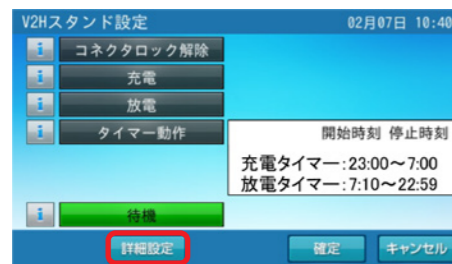 V2Hスタンド設定 02月07日 10:40
i コネクタロック解除
i 充電
i 放電
i タイマー動作
開始時刻 停止時刻
充電タイマー:23:00～7:00
放電タイマー:7:10～22:59
i 待機
詳細設定 確定 キャンセル